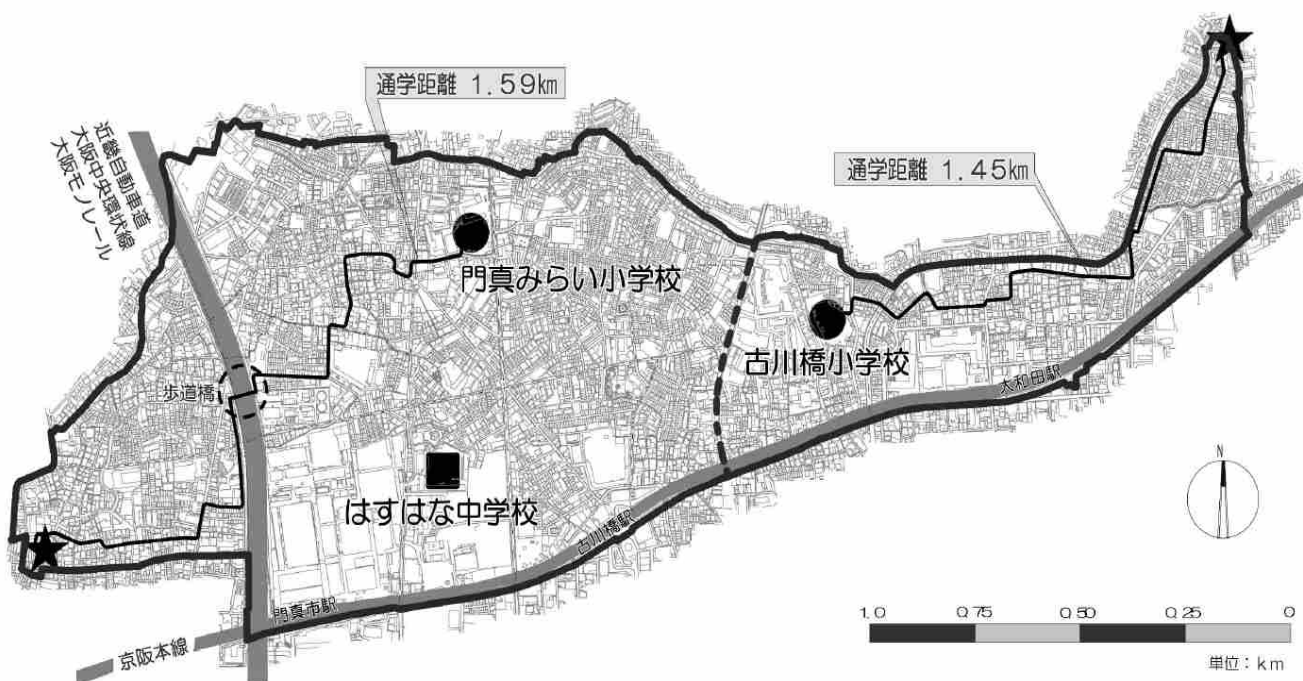 通学距離 1.59km
近畿自動車道
大阪中央環状線
大阪モノレール
通学距離 1.45km
門真みらい小学校
古川橋小学校
歩道橋
大和田駅
はすはな中学校
古川橋駅
門真市駅
京阪本線
N
1.0 0.75 0.50 0.25 0
単位：km